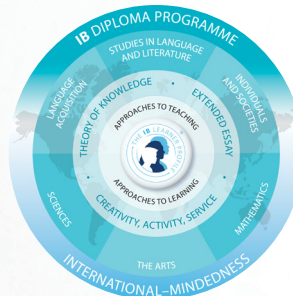 IB DIPLOMA PROGRAMME
STUDIES IN LANGUAGE
AND LITERATURE
LANGUAGE
ACQUISITION
INDIVIDUALS
AND SOCIETIES
THEORY OF KNOWLEDGE
EXTENDED ESSAY
APPROACHES TO TEACHING
THE IB LEARNER PROFILE
APPROACHES TO LEARNING
CREATIVITY, ACTIVITY, SERVICE
SCIENCES
MATHEMATICS
THE ARTS
INTERNATIONAL-MINDEDNESS